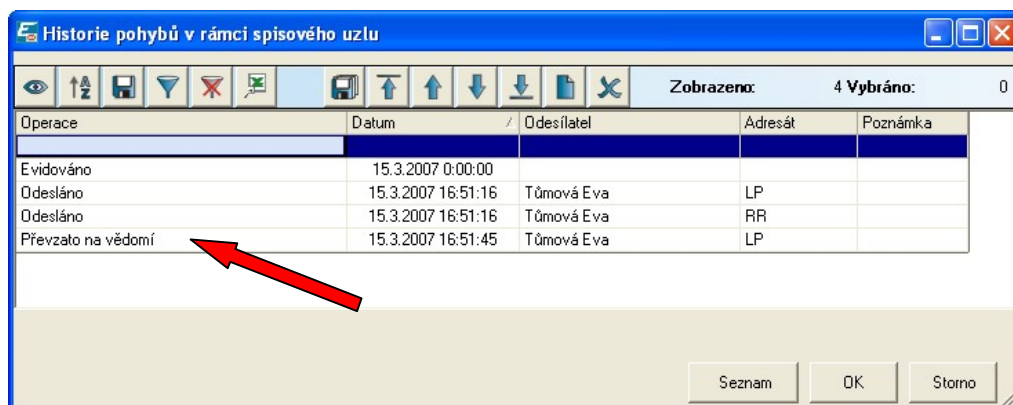 Historie pohybů v rámci spisového uzlu
Zobrazeno: 4 Vybráno: 0
Operace Datum Odesílatel Adresát Poznámka
Evidováno 15.3.2007 0:00:00
Odesláno 15.3.2007 16:51:16 Tůmová Eva LP
Odesláno 15.3.2007 16:51:16 Tůmová Eva RR
Převzato na vědomí 15.3.2007 16:51:45 Tůmová Eva LP
Seznam OK Storno